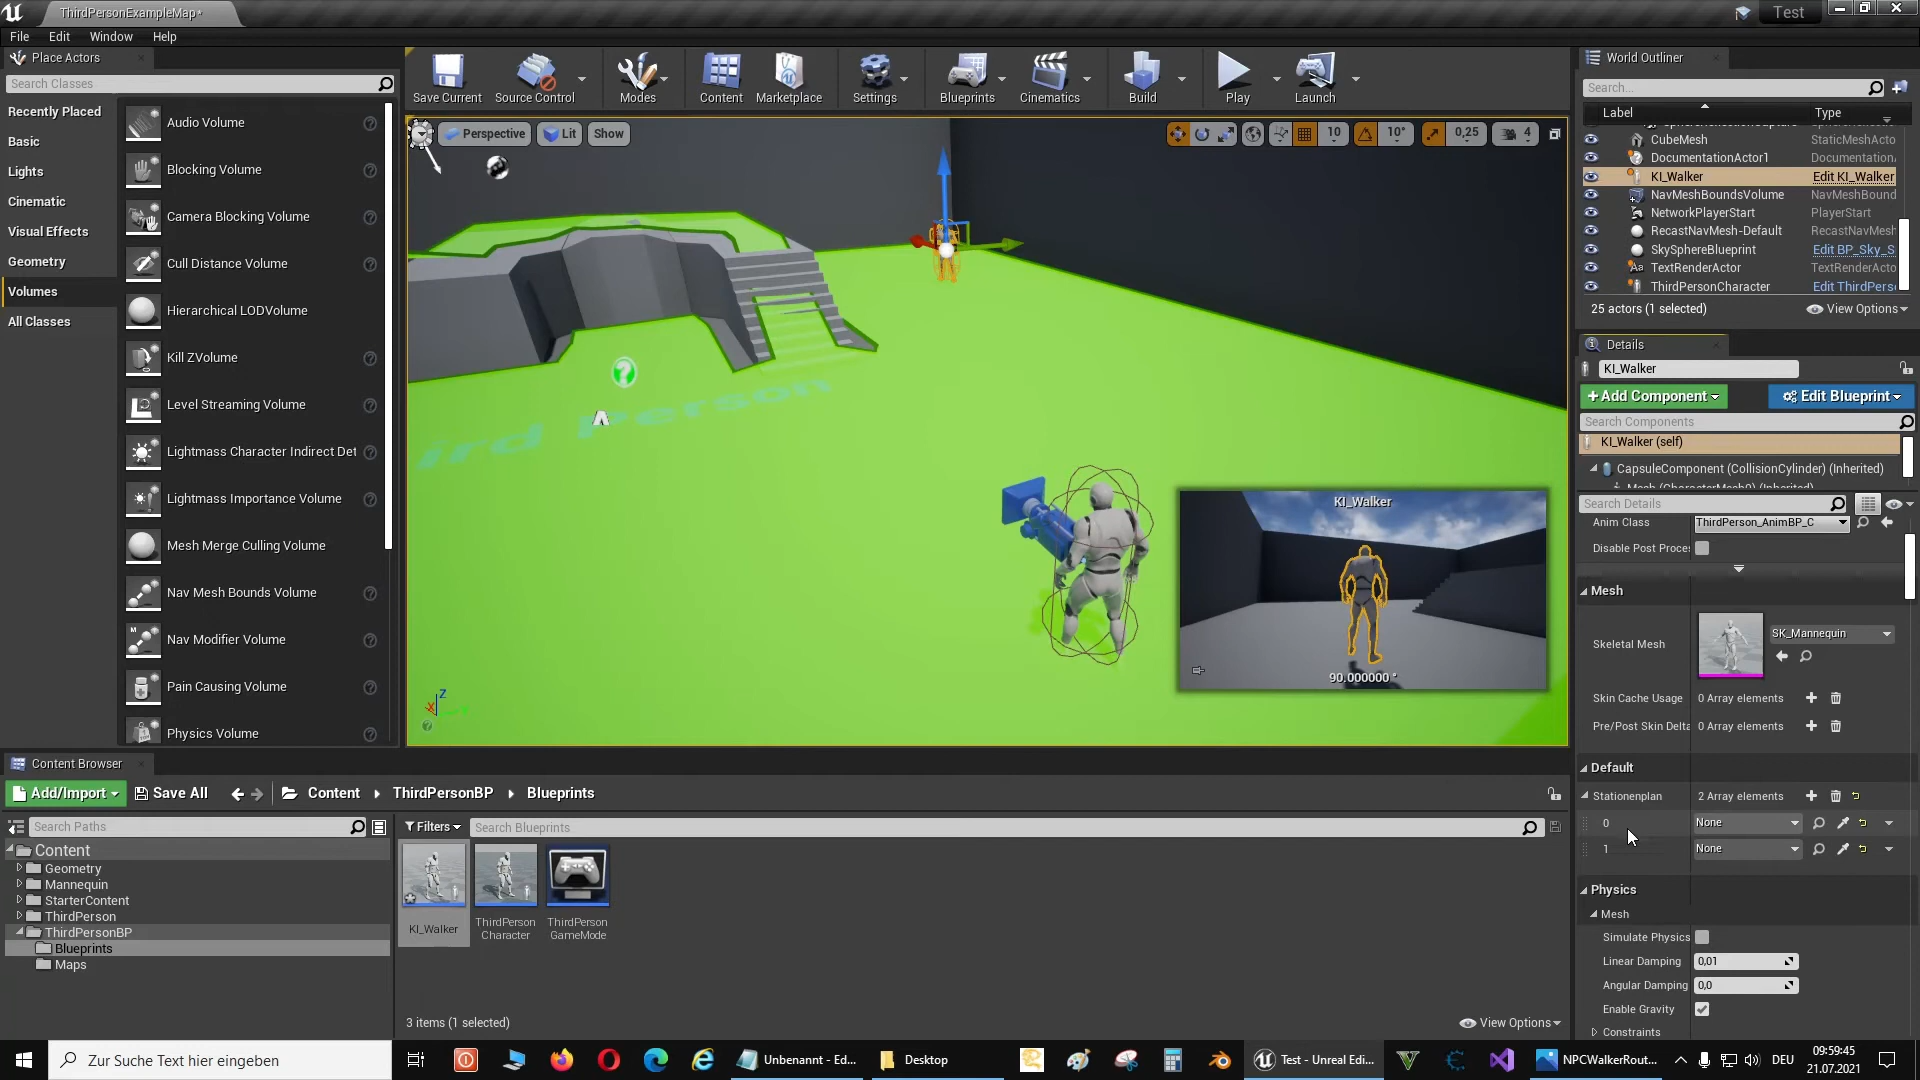 ThirdPersonExampleMap*
Test
File Edit Window Help
Place Actors
Search Classes
Recently Placed
Basic
Lights
Cinematic
Visual Effects
Geometry
Volumes
All Classes
Audio Volume
Blocking Volume
Camera Blocking Volume
Cull Distance Volume
Hierarchical LODVolume
Kill ZVolume
Level Streaming Volume
Lightmass Character Indirect Det
Lightmass Importance Volume
Mesh Merge Culling Volume
Nav Mesh Bounds Volume
Nav Modifier Volume
Pain Causing Volume
Physics Volume
Save Current Source Control Modes Content Marketplace Settings Blueprints Cinematics Build Play Launch
Perspective Lit Show
10 10° 0,25 4
ird Person
KI_Walker
90.000000 °
Z
X
World Outliner
Search...
Label Type
CubeMesh StaticMeshActo
DocumentationActor1 Documentation
KI_Walker Edit KI_Walker
NavMeshBoundsVolume NavMeshBound
NetworkPlayerStart PlayerStart
RecastNavMesh-Default RecastNavMesh
SkySphereBlueprint Edit BP_Sky_S
TextRenderActor TextRenderActo
ThirdPersonCharacter Edit ThirdPerso
25 actors (1 selected) View Options
Details
KI_Walker
+Add Component Edit Blueprint
Search Components
KI_Walker (self)
CapsuleComponent (CollisionCylinder) (Inherited)
Mesh (CharacterMesh0) (Inherited)
Search Details
Anim Class ThirdPerson_AnimBP_C
Disable Post Proces
Mesh
Skeletal Mesh SK_Mannequin
Skin Cache Usage 0 Array elements
Pre/Post Skin Delta 0 Array elements
Default
Stationenplan 2 Array elements
0 None
1 None
Physics
Mesh
Simulate Physics
Linear Damping 0,01
Angular Damping 0,0
Enable Gravity
Constraints
Content Browser
Add/Import Save All Content ThirdPersonBP Blueprints
Search Paths
Filters Search Blueprints
Content
Geometry
Mannequin
StarterContent
ThirdPerson
ThirdPersonBP
Blueprints
Maps
KI_Walker
ThirdPerson
Character
ThirdPerson
GameMode
3 items (1 selected) View Options
Zur Suche Text hier eingeben
Unbenannt - Ed...
Desktop
Test - Unreal Edi...
NPCWalkerRout...
DEU
09:59:45
21.07.2021